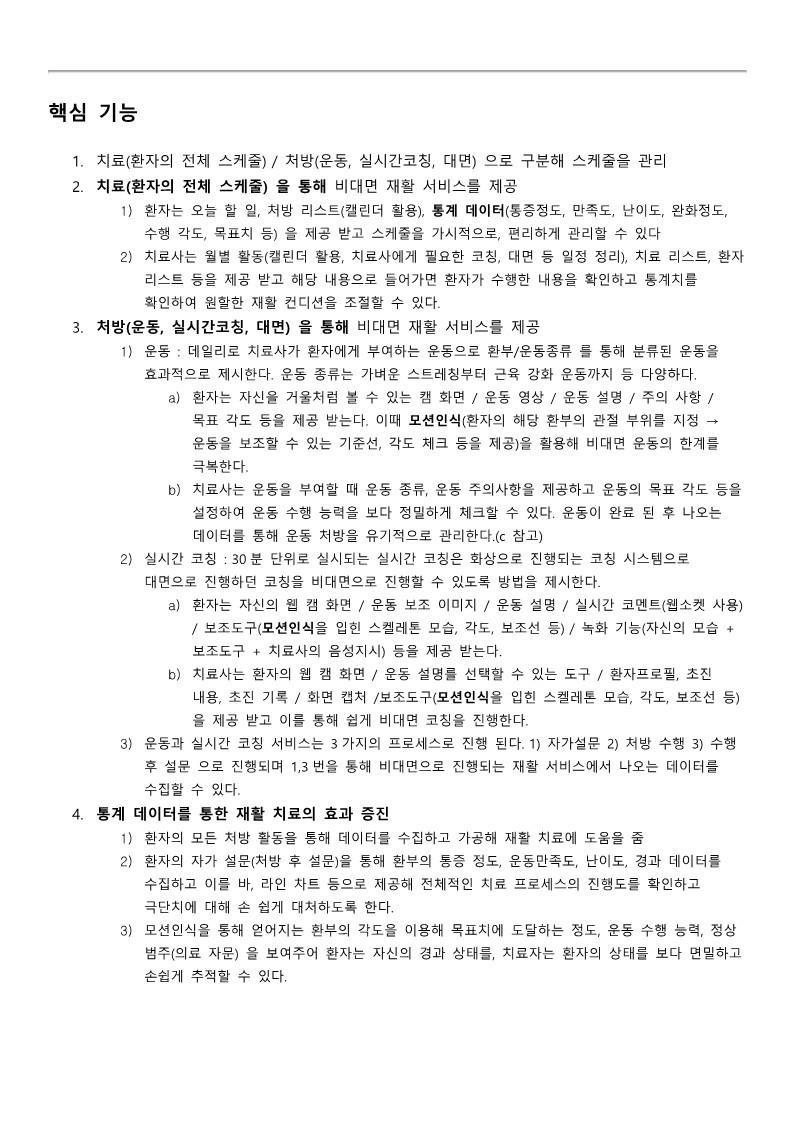 핵심 기능
1. 치료(환자의 전체 스케줄) / 처방(운동, 실시간코칭, 대면) 으로 구분해 스케줄을 관리
2. 치료(환자의 전체 스케줄) 을 통해 비대면 재활 서비스를 제공
1) 환자는 오늘 할 일, 처방 리스트(캘린더 활용), 통계 데이터(통증정도, 만족도, 난이도, 완화정도,
수행 각도, 목표치 등) 을 제공 받고 스케줄을 가시적으로, 편리하게 관리할 수 있다
2) 치료사는 월별 활동(캘린더 활용, 치료사에게 필요한 코칭, 대면 등 일정 정리), 치료 리스트, 환자
리스트 등을 제공 받고 해당 내용으로 들어가면 환자가 수행한 내용을 확인하고 통계치를
확인하여 원할한 재활 컨디션을 조절할 수 있다.
3. 처방(운동, 실시간코칭, 대면) 을 통해 비대면 재활 서비스를 제공
1) 운동 : 데일리로 치료사가 환자에게 부여하는 운동으로 환부/운동종류 를 통해 분류된 운동을
효과적으로 제시한다. 운동 종류는 가벼운 스트레칭부터 근육 강화 운동까지 등 다양하다.
a) 환자는 자신을 거울처럼 볼 수 있는 캠 화면 / 운동 영상 / 운동 설명 / 주의 사항 /
목표 각도 등을 제공 받는다. 이때 모션인식(환자의 해당 환부의 관절 부위를 지정 →
운동을 보조할 수 있는 기준선, 각도 체크 등을 제공)을 활용해 비대면 운동의 한계를
극복한다.
b) 치료사는 운동을 부여할 때 운동 종류, 운동 주의사항을 제공하고 운동의 목표 각도 등을
설정하여 운동 수행 능력을 보다 정밀하게 체크할 수 있다. 운동이 완료 된 후 나오는
데이터를 통해 운동 처방을 유기적으로 관리한다.(c 참고)
2) 실시간 코칭 : 30 분 단위로 실시되는 실시간 코칭은 화상으로 진행되는 코칭 시스템으로
대면으로 진행하던 코칭을 비대면으로 진행할 수 있도록 방법을 제시한다.
a) 환자는 자신의 웹 캠 화면 / 운동 보조 이미지 / 운동 설명 / 실시간 코멘트(웹소켓 사용)
/ 보조도구(모션인식을 입힌 스켈레톤 모습, 각도, 보조선 등) / 녹화 기능(자신의 모습 +
보조도구 + 치료사의 음성지시) 등을 제공 받는다.
b) 치료사는 환자의 웹 캠 화면 / 운동 설명를 선택할 수 있는 도구 / 환자프로필, 초진
내용, 초진 기록 / 화면 캡처 /보조도구(모션인식을 입힌 스켈레톤 모습, 각도, 보조선 등)
을 제공 받고 이를 통해 쉽게 비대면 코칭을 진행한다.
3) 운동과 실시간 코칭 서비스는 3 가지의 프로세스로 진행 된다. 1) 자가설문 2) 처방 수행 3) 수행
후 설문 으로 진행되며 1,3 번을 통해 비대면으로 진행되는 재활 서비스에서 나오는 데이터를
수집할 수 있다.
4. 통계 데이터를 통한 재활 치료의 효과 증진
1) 환자의 모든 처방 활동을 통해 데이터를 수집하고 가공해 재활 치료에 도움을 줌
2) 환자의 자가 설문(처방 후 설문)을 통해 환부의 통증 정도, 운동만족도, 난이도, 경과 데이터를
수집하고 이를 바, 라인 차트 등으로 제공해 전체적인 치료 프로세스의 진행도를 확인하고
극단치에 대해 손 쉽게 대처하도록 한다.
3) 모션인식을 통해 얻어지는 환부의 각도을 이용해 목표치에 도달하는 정도, 운동 수행 능력, 정상
범주(의료 자문) 을 보여주어 환자는 자신의 경과 상태를, 치료자는 환자의 상태를 보다 면밀하고
손쉽게 추적할 수 있다.